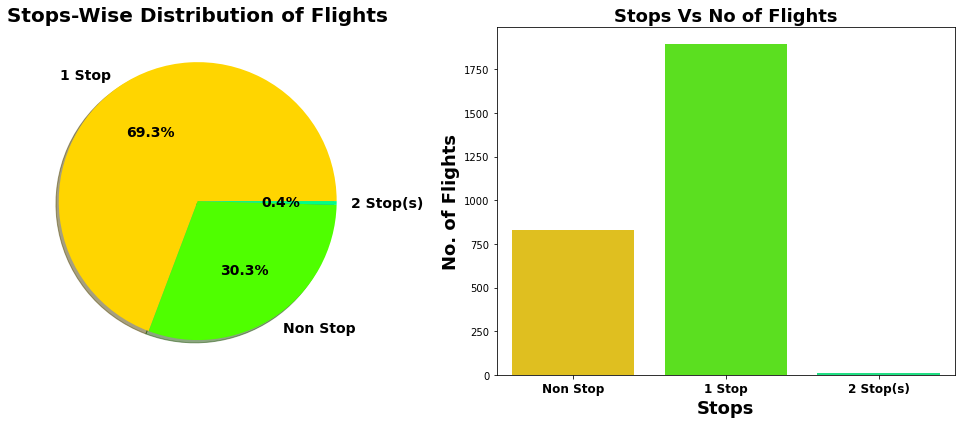 Stops-Wise Distribution of Flights
1 Stop
69.3%
0.4%
2 Stop(s)
30.3%
Non Stop
Stops Vs No of Flights
No. of Flights
1750
1500
1250
1000
750
500
250
0
Non Stop
1 Stop
2 Stop(s)
Stops